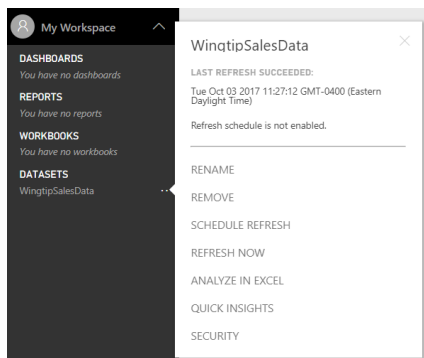 My Workspace
DASHBOARDS
You have no dashboards
REPORTS
You have no reports
WORKBOOKS
You have no workbooks
DATASETS
WingtipSalesData
WingtipSalesData
LAST REFRESH SUCCEEDED:
Tue Oct 03 2017 11:27:12 GMT-0400 (Eastern
Daylight Time)
Refresh schedule is not enabled.
RENAME
REMOVE
SCHEDULE REFRESH
REFRESH NOW
ANALYZE IN EXCEL
QUICK INSIGHTS
SECURITY